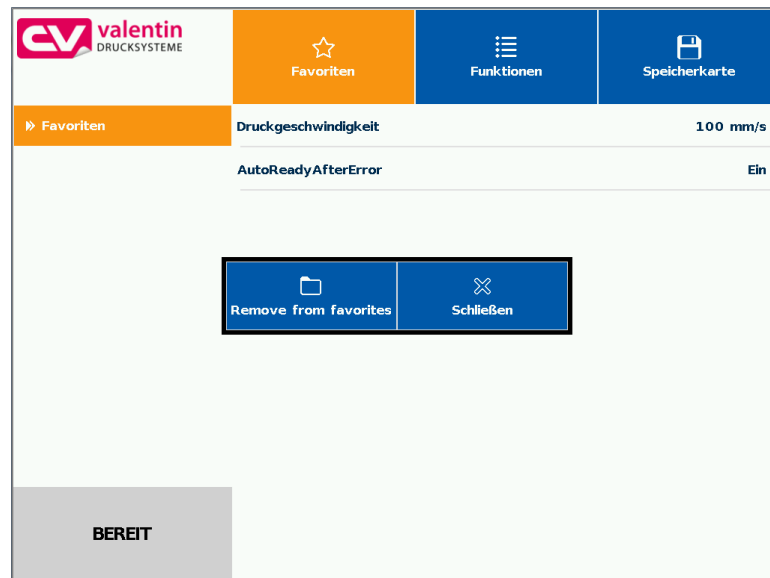 valentin
DRUCKSYSTEME
Favoriten
Funktionen
Speicherkarte
Favoriten
Druckgeschwindigkeit 100 mm/s
AutoReadyAfterError Ein
Remove from favorites
Schließen
BEREIT